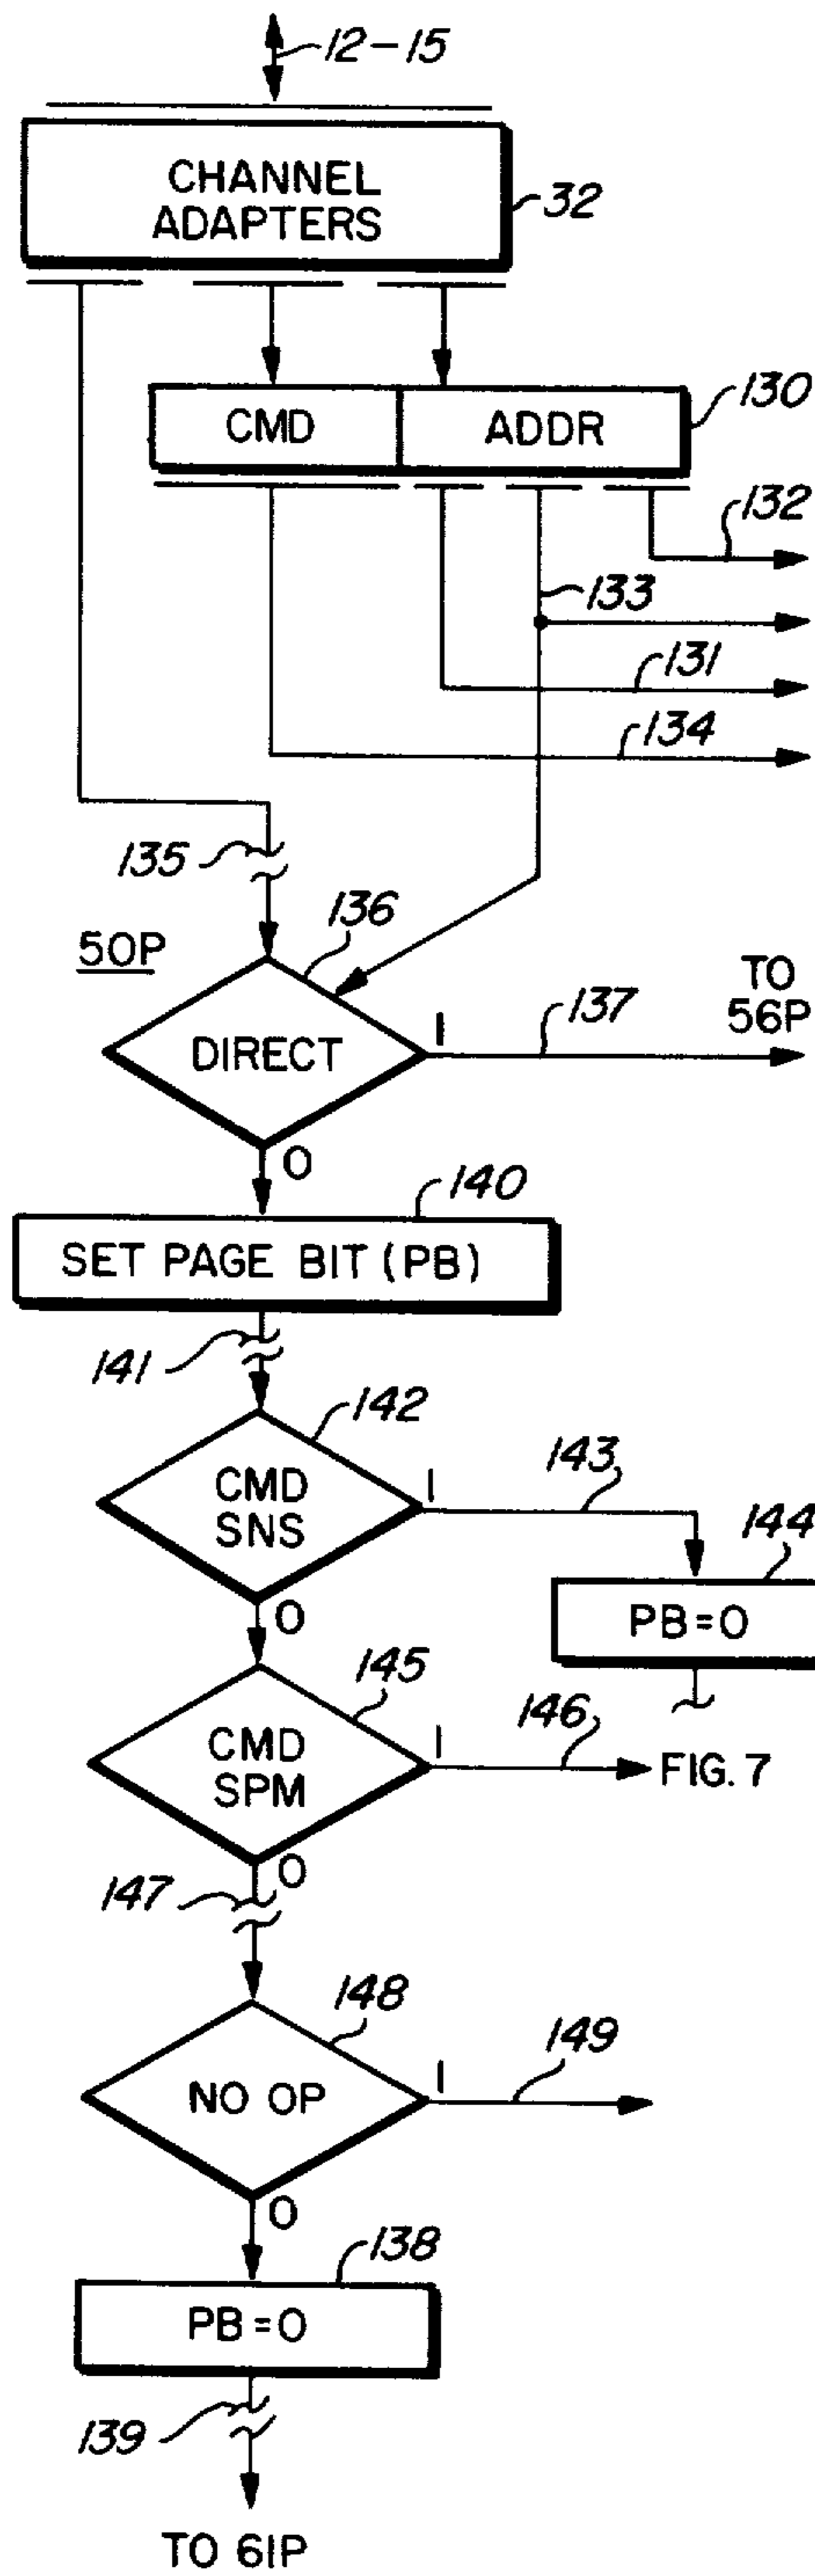 12-15
CHANNEL
ADAPTERS
32
130
CMD
ADDR
132
133
131
134
135
136
50P
TO
56P
137
1
DIRECT
0
140
SET PAGE BIT (PB)
141
142
143
1
144
CMD
SNS
PB=0
0
145
1
146
CMD
SPM
FIG. 7
0
147
148
149
1
NO OP
0
138
PB=0
139
TO 61P